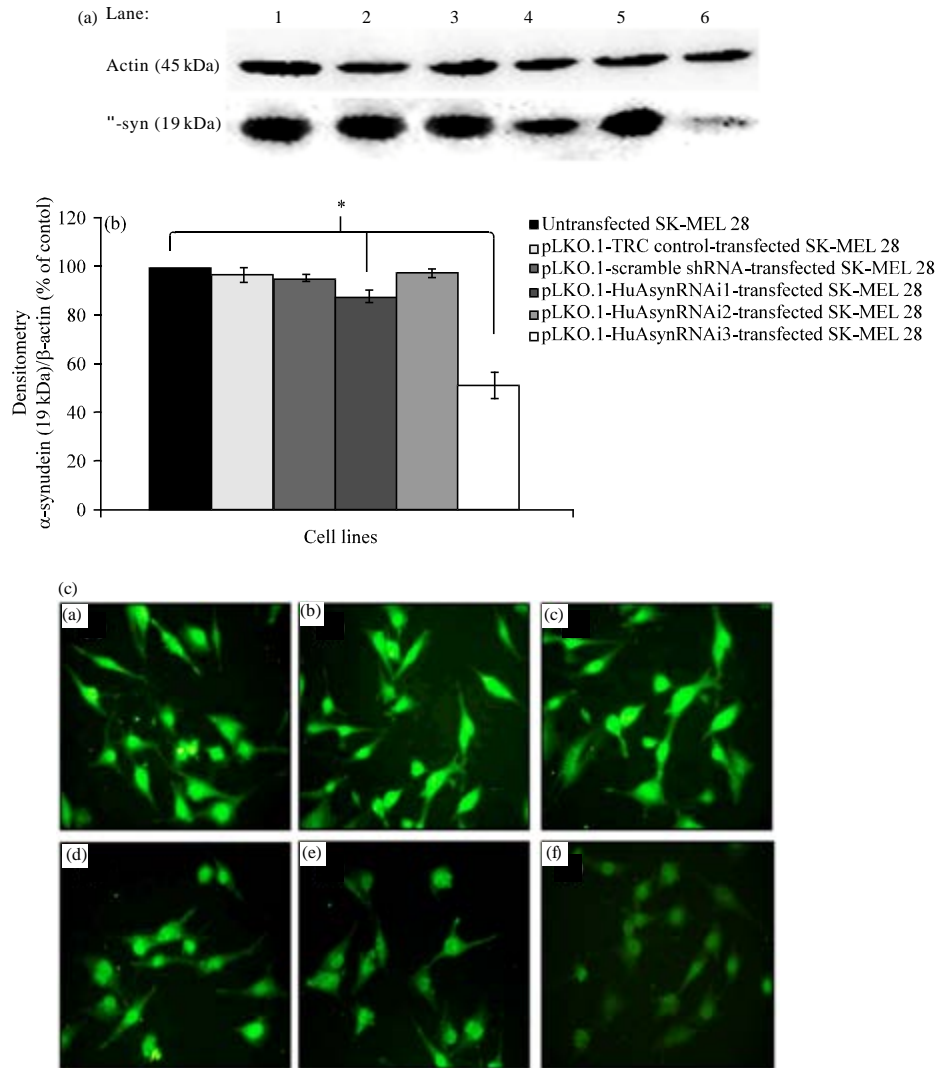 (a) Lane: 1 2 3 4 5 6
Actin (45 kDa)
"-syn (19 kDa)
(b)
*
120
100
80
60
40
20
0
Densitometry
α-synudein (19 kDa)/β-actin (% of contol)
Cell lines
Untransfected SK-MEL 28
pLKO.1-TRC control-transfected SK-MEL 28
pLKO.1-scramble shRNA-transfected SK-MEL 28
pLKO.1-HuAsynRNAi1-transfected SK-MEL 28
pLKO.1-HuAsynRNAi2-transfected SK-MEL 28
pLKO.1-HuAsynRNAi3-transfected SK-MEL 28
(c)
(a) (b) (c)
(d) (e) (f)